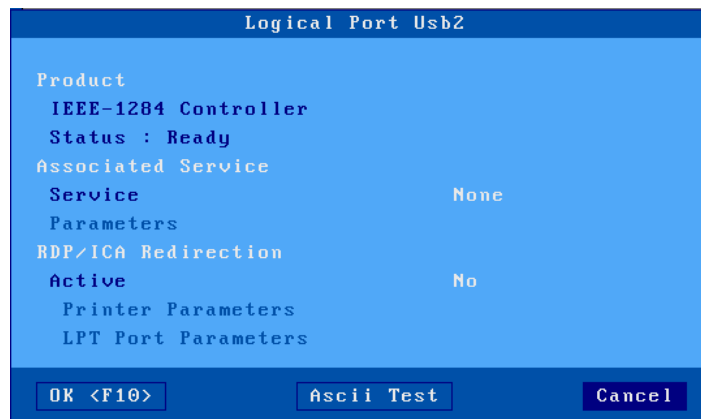 Logical Port Usb2
Product
IEEE-1284 Controller
Status : Ready
Associated Service
Service None
Parameters
RDP/ICA Redirection
Active No
Printer Parameters
LPT Port Parameters
OK <F10> Ascii Test Cancel